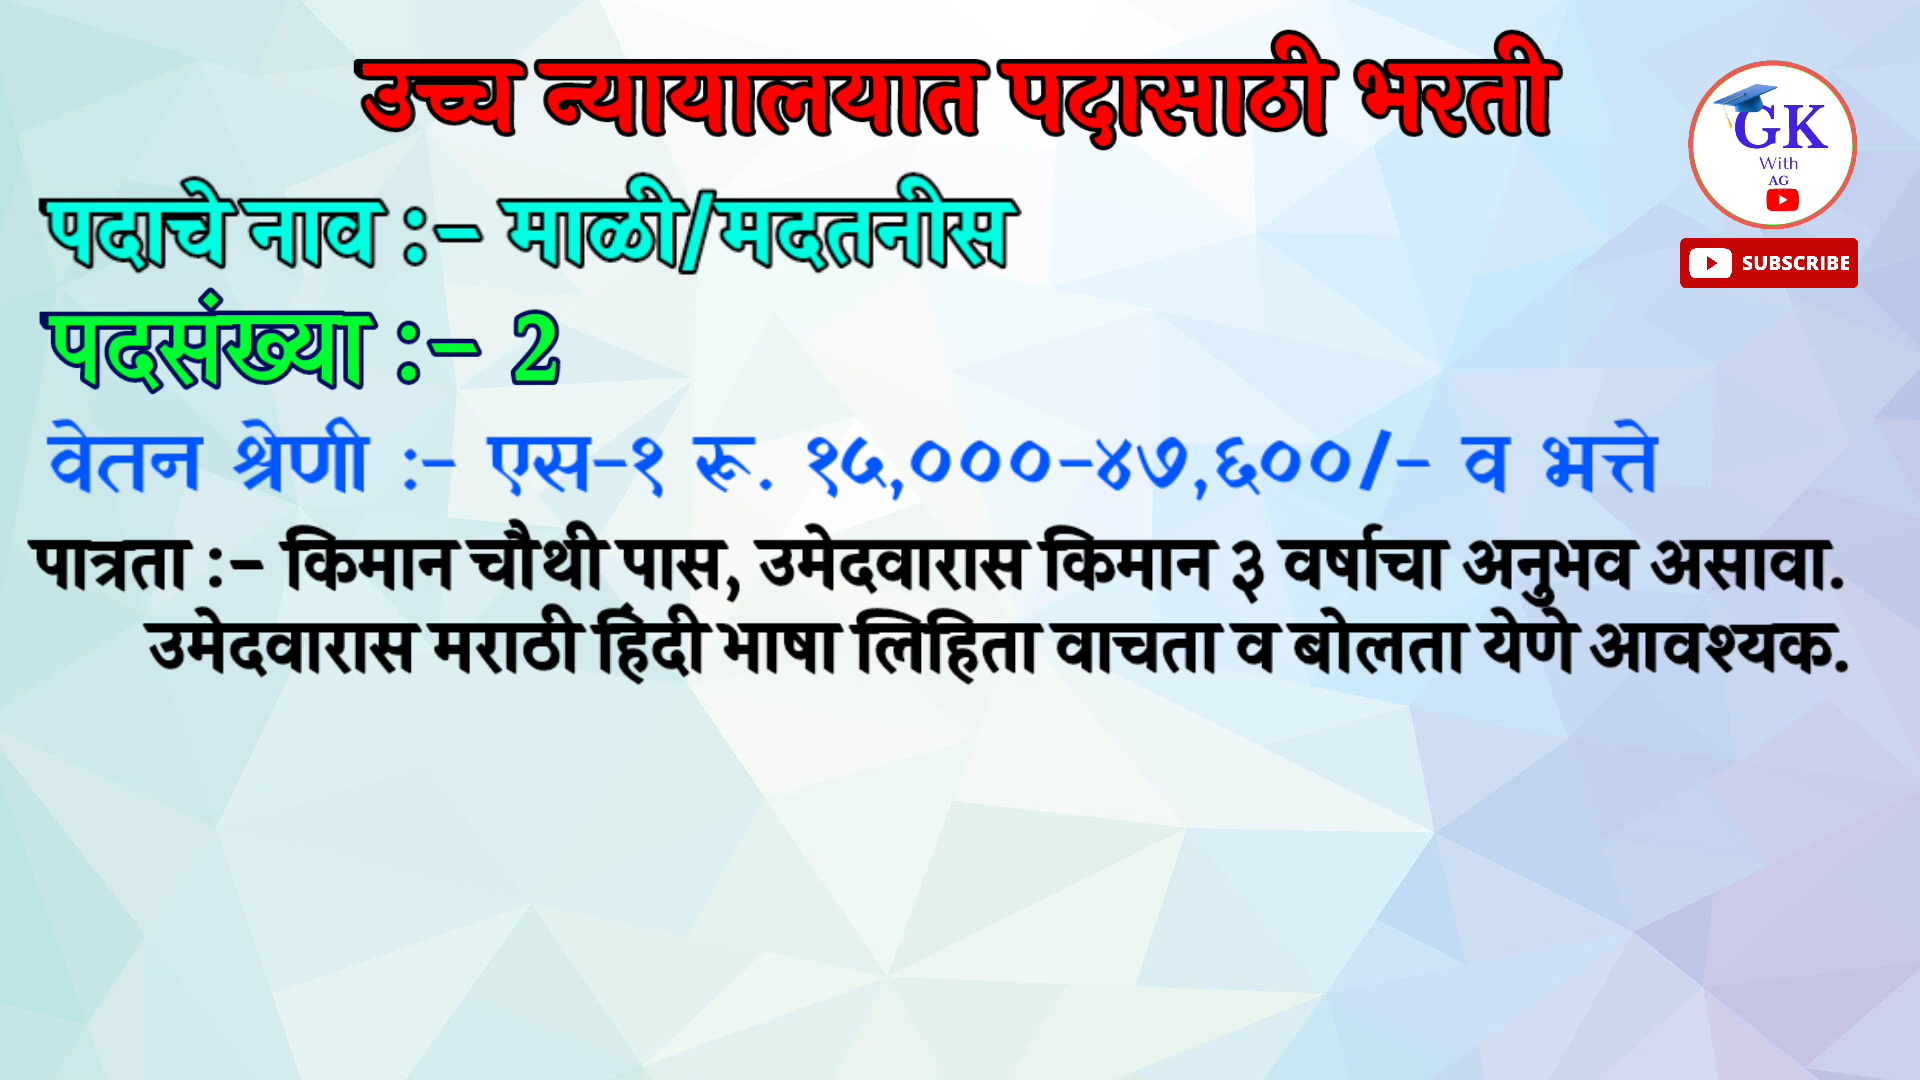 उच्च न्यायालयात पदासाठी भरती
GK
With
AG
SUBSCRIBE
पदाचे नाव :- माळी/मदतनीस
पदसंख्या :- 2
वेतन श्रेणी :- एस-१ रू. १५,०००-४७,६००/- व भत्ते
पात्रता :- किमान चौथी पास, उमेदवारास किमान ३ वर्षाचा अनुभव असावा.
उमेदवारास मराठी हिंदी भाषा लिहिता वाचता व बोलता येणे आवश्यक.